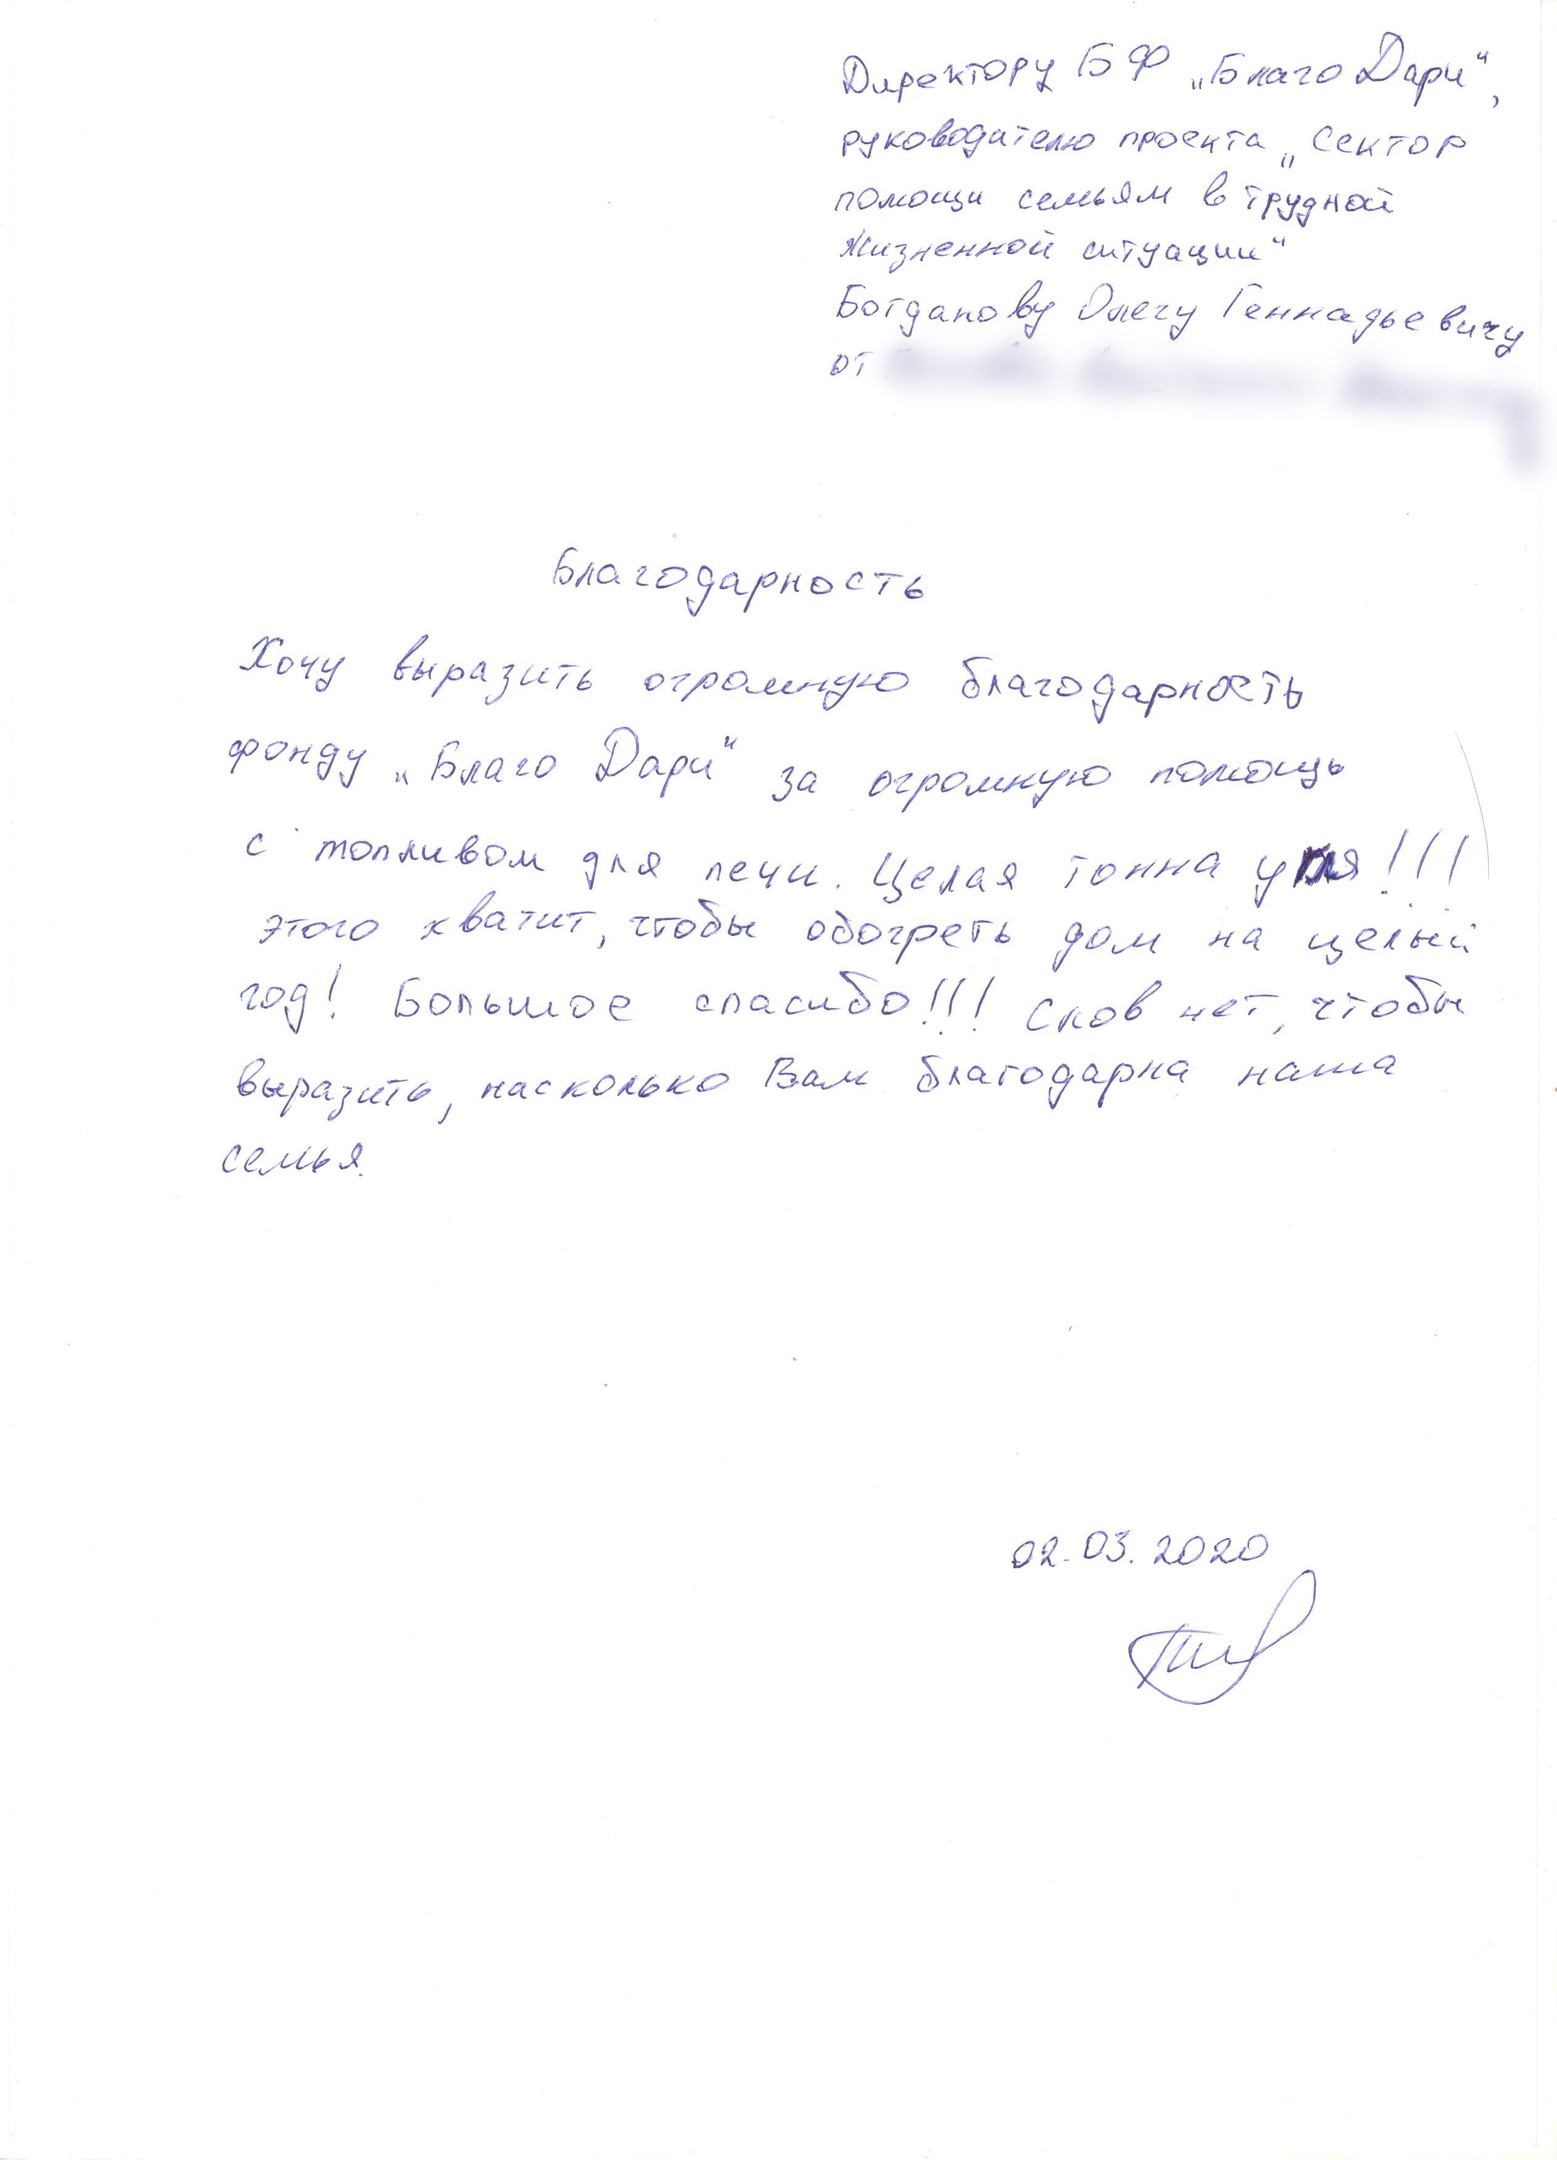 Директору БФ „Благо Дари“,
руководителю проекта „Сектор
помощи семьям в трудной
жизненной ситуации“
Богданову Олегу Геннадьевичу
от
Благодарность
Хочу выразить огромную благодарность
фонду „Благо Дари“ за огромную помощь
с топливом для печи. Целая тонна угля!!!
этого хватит, чтобы обогреть дом на целый
год! Большое спасибо!!! Слов нет, чтобы
выразить, насколько Вам благодарна наша
семья.
02.03.2020